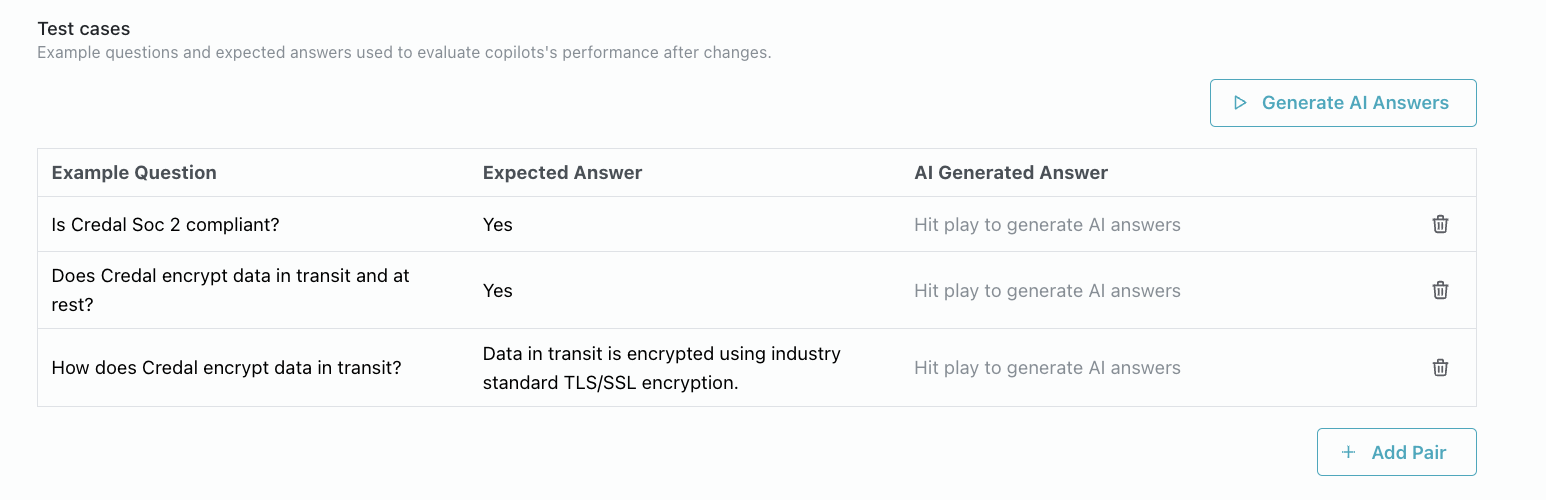 Test cases
Example questions and expected answers used to evaluate copilots's performance after changes.
Generate AI Answers
Example Question
Expected Answer
AI Generated Answer
Is Credal Soc 2 compliant?
Yes
Hit play to generate AI answers
Does Credal encrypt data in transit and at
rest?
Yes
Hit play to generate AI answers
How does Credal encrypt data in transit?
Data in transit is encrypted using industry
standard TLS/SSL encryption.
Hit play to generate AI answers
Add Pair